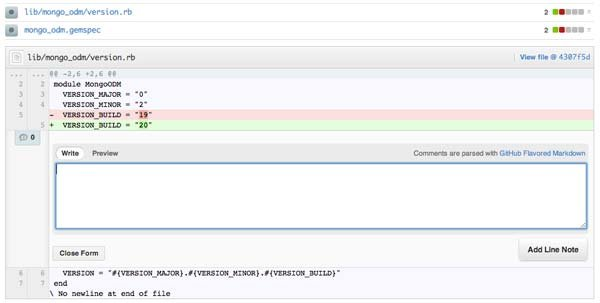 lib/mongo_odm/version.rb 2
mongo_odm.gemspec 2
lib/mongo_odm/version.rb View file @ 4307f5d
... ... @@ -2,6 +2,6 @@
2 2 module MongoODM
3 3 VERSION_MAJOR = "0"
4 4 VERSION_MINOR = "2"
5 - VERSION_BUILD = "19"
5 + VERSION_BUILD = "20"
0
Write Preview Comments are parsed with GitHub Flavored Markdown
Close Form Add Line Note
6 6 VERSION = "#{VERSION_MAJOR}.#{VERSION_MINOR}.#{VERSION_BUILD}"
7 7 end
\ No newline at end of file